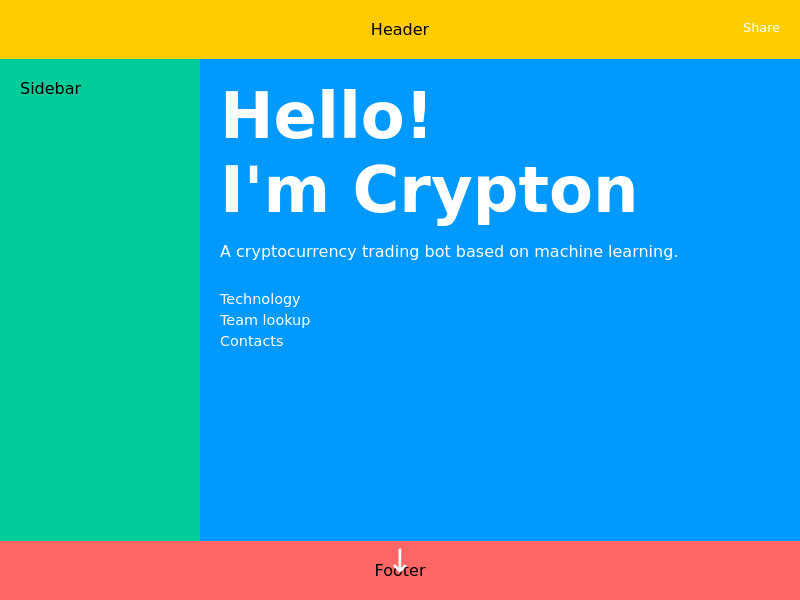 Header
Share
Sidebar
Hello!
I'm Crypton
A cryptocurrency trading bot based on machine learning.
Technology
Team lookup
Contacts
↓
Footer